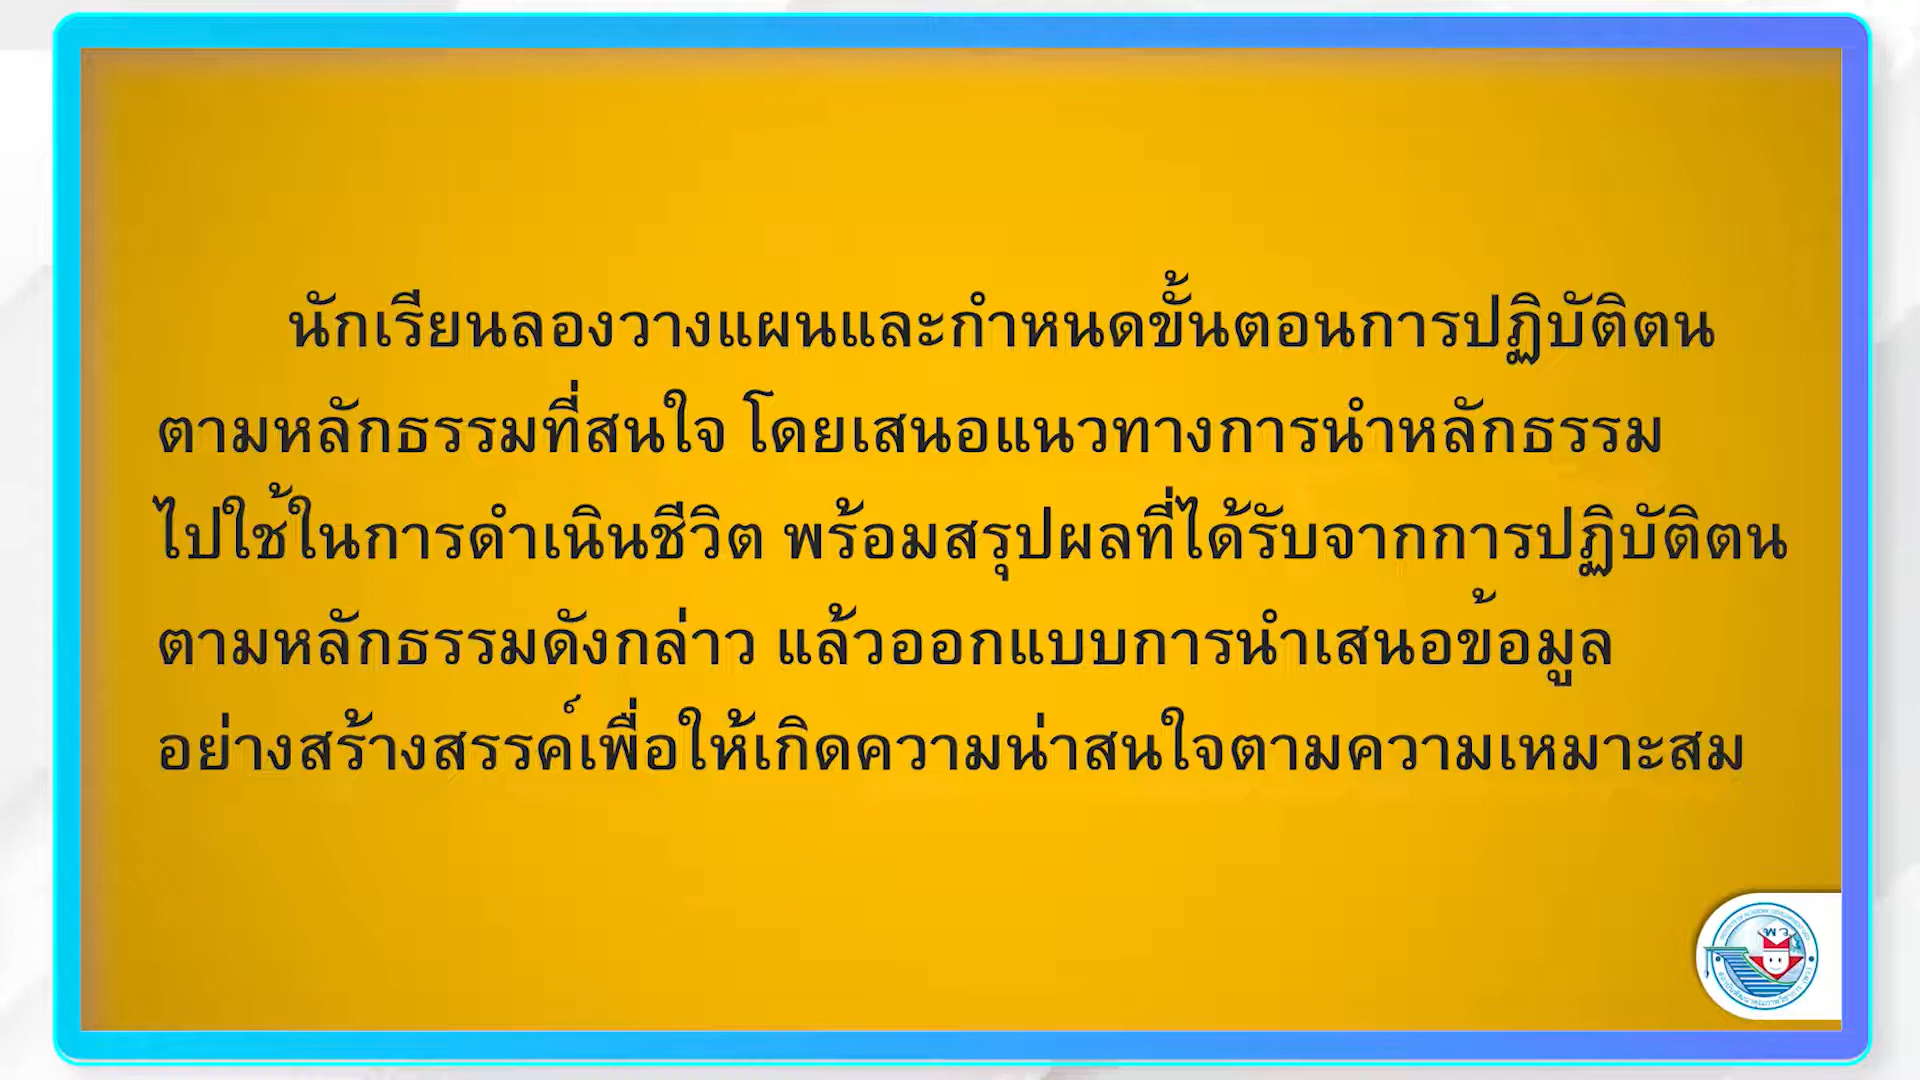 นักเรียนลองวางแผนและกำหนดขั้นตอนการปฏิบัติตน
ตามหลักธรรมที่สนใจ โดยเสนอแนวทางการนำหลักธรรม
ไปใช้ในการดำเนินชีวิต พร้อมสรุปผลที่ได้รับจากการปฏิบัติตน
ตามหลักธรรมดังกล่าว แล้วออกแบบการนำเสนอข้อมูล
อย่างสร้างสรรค์เพื่อให้เกิดความน่าสนใจตามความเหมาะสม
พว